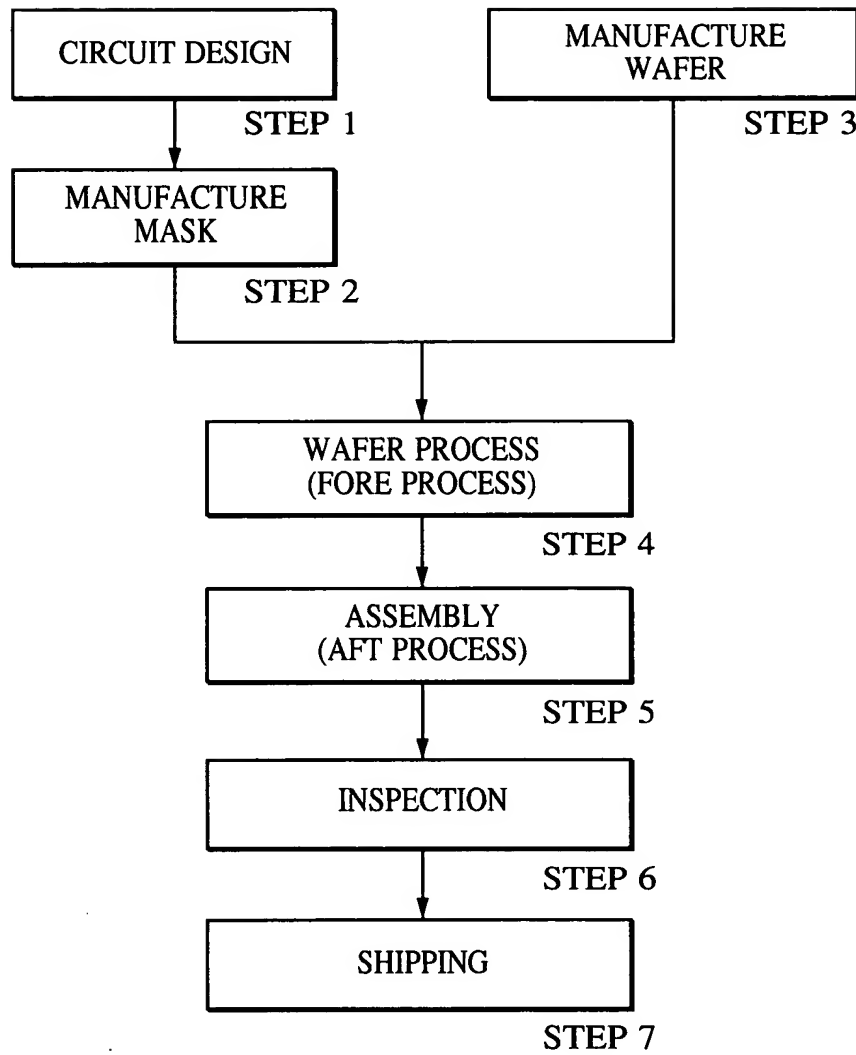 CIRCUIT DESIGN
STEP 1
MANUFACTURE
MASK
STEP 2
MANUFACTURE
WAFER
STEP 3
WAFER PROCESS
(FORE PROCESS)
STEP 4
ASSEMBLY
(AFT PROCESS)
STEP 5
INSPECTION
STEP 6
SHIPPING
STEP 7